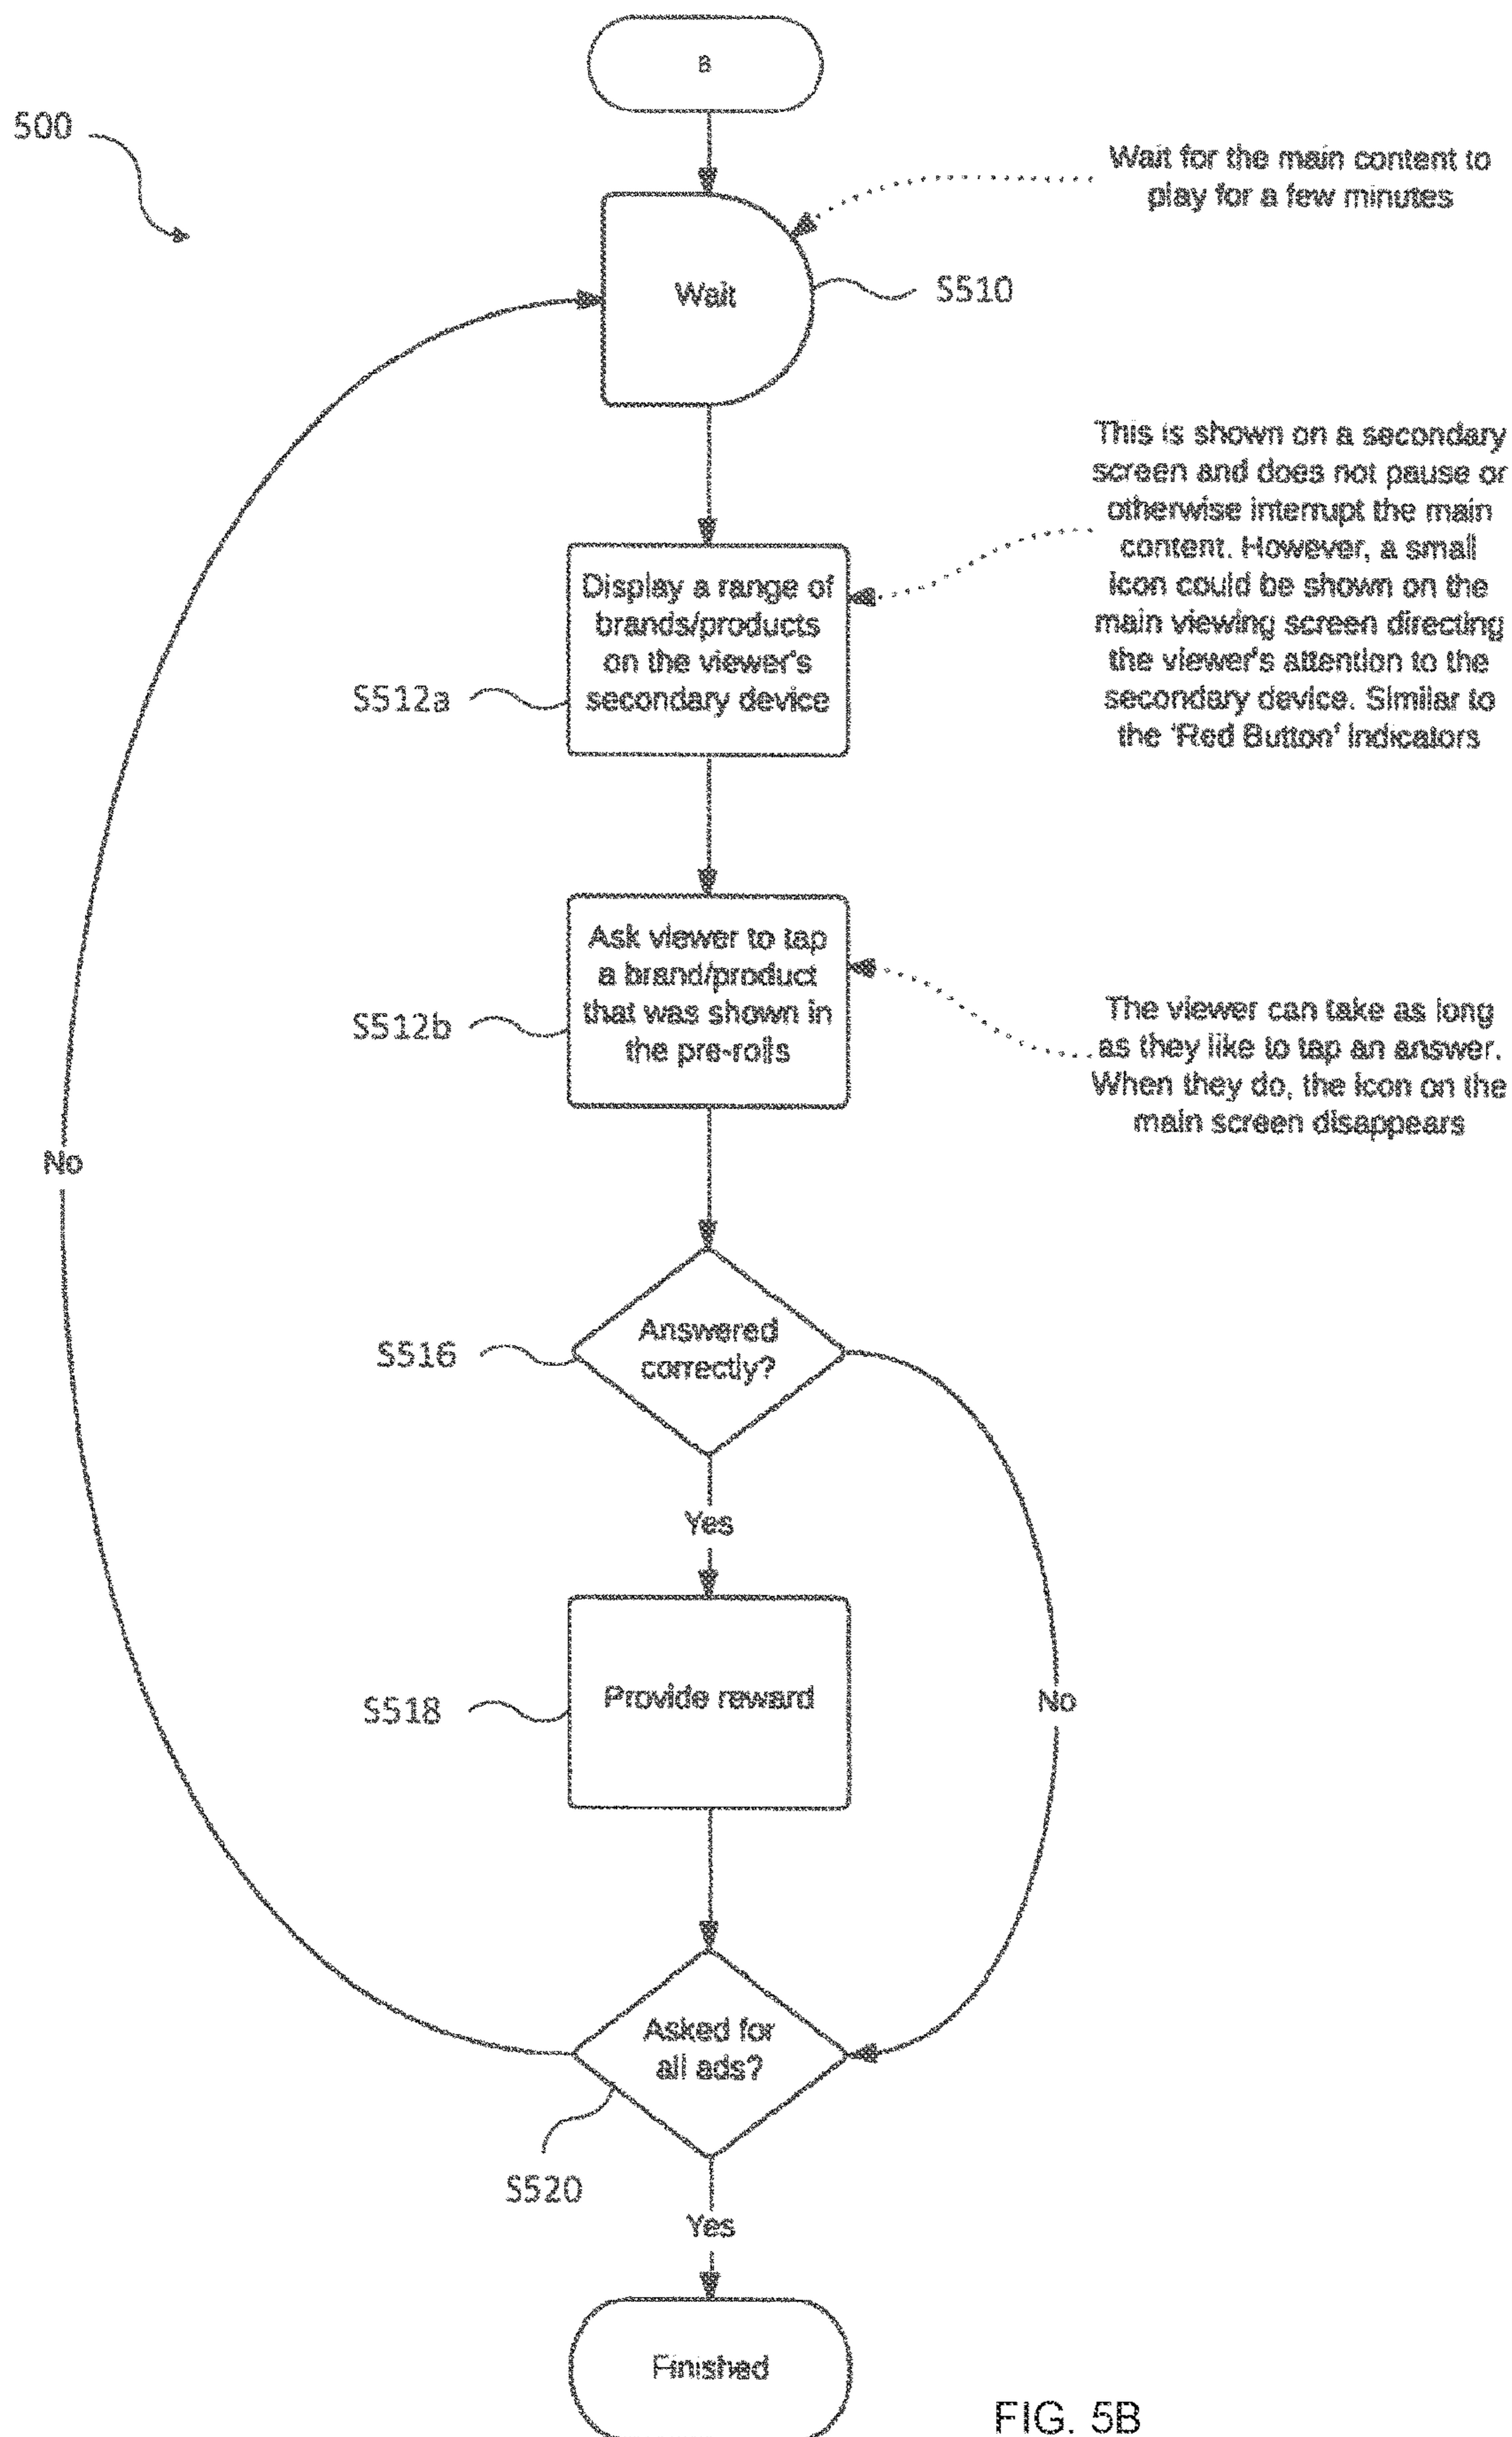 B
500
Wait for the main content to
play for a few minutes
Wait
S510
This is shown on a secondary
screen and does not pause or
otherwise interrupt the main
content. However, a small
icon could be shown on the
main viewing screen directing
the viewer's attention to the
secondary device. Similar to
the 'Red Button' indicators
Display a range of
brands/products
on the viewer's
secondary device
S512a
Ask viewer to tap
a brand/product
that was shown in
the pre-rolls
S512b
The viewer can take as long
as they like to tap an answer.
When they do, the icon on the
main screen disappears
No
Answered
correctly?
S516
Yes
Provide reward
S518
No
Asked for
all ads?
S520
Yes
Finished
FIG. 5B